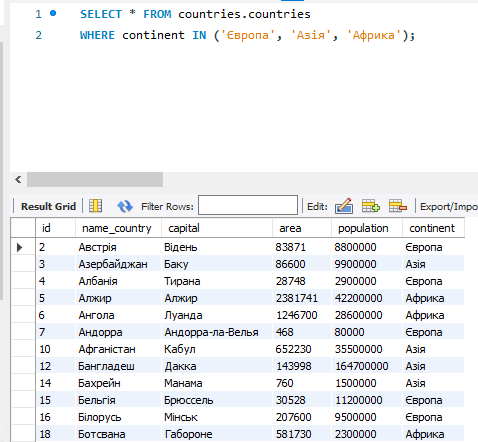 1 SELECT * FROM countries.countries
2 WHERE continent IN ('Європа', 'Азія', 'Африка');
Result Grid Filter Rows: Edit: Export/Impo
id name_country capital area population continent
2 Австрія Відень 83871 8800000 Європа
3 Азербайджан Баку 86600 9900000 Азія
4 Албанія Тирана 28748 2900000 Європа
5 Алжир Алжир 2381741 42200000 Африка
6 Ангола Луанда 1246700 28600000 Африка
7 Андорра Андорра-ла-Велья 468 80000 Європа
10 Афганістан Кабул 652230 35500000 Азія
12 Бангладеш Дакка 143998 164700000 Азія
14 Бахрейн Манама 760 1500000 Азія
15 Бельгія Брюссель 30528 11200000 Європа
16 Білорусь Мінськ 207600 9500000 Європа
18 Ботсвана Габороне 581730 2300000 Африка